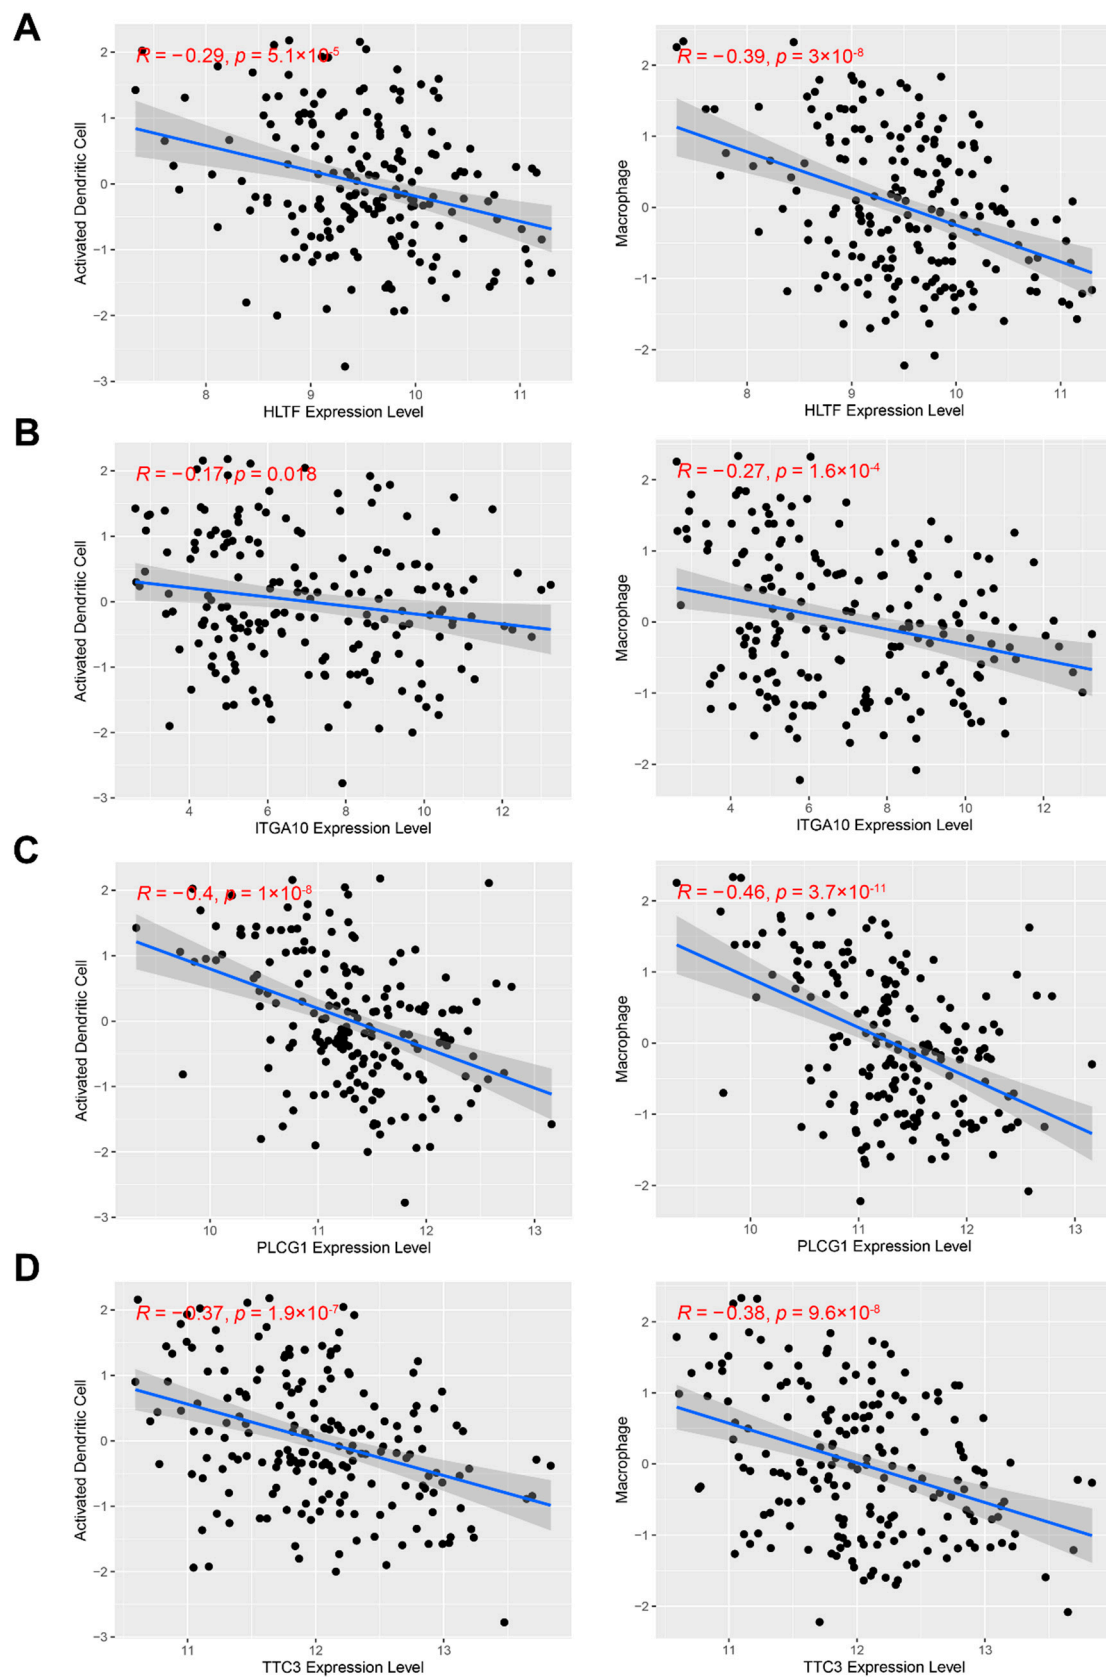 A
R = −0.29, p = 5.1×10⁻⁵
Activated Dendritic Cell
2
1
0
−1
−2
−3
8 9 10 11
HLTF Expression Level
R = −0.39, p = 3×10⁻⁸
Macrophage
2
1
0
−1
−2
8 9 10 11
HLTF Expression Level
B
R = −0.17, p = 0.018
Activated Dendritic Cell
2
1
0
−1
−2
−3
4 6 8 10 12
ITGA10 Expression Level
R = −0.27, p = 1.6×10⁻⁴
Macrophage
2
1
0
−1
−2
4 6 8 10 12
ITGA10 Expression Level
C
R = −0.4, p = 1×10⁻⁸
Activated Dendritic Cell
2
1
0
−1
−2
−3
10 11 12 13
PLCG1 Expression Level
R = −0.46, p = 3.7×10⁻¹¹
Macrophage
2
1
0
−1
−2
10 11 12 13
PLCG1 Expression Level
D
R = −0.37, p = 1.9×10⁻⁷
Activated Dendritic Cell
2
1
0
−1
−2
−3
11 12 13
TTC3 Expression Level
R = −0.38, p = 9.6×10⁻⁸
Macrophage
2
1
0
−1
−2
11 12 13
TTC3 Expression Level